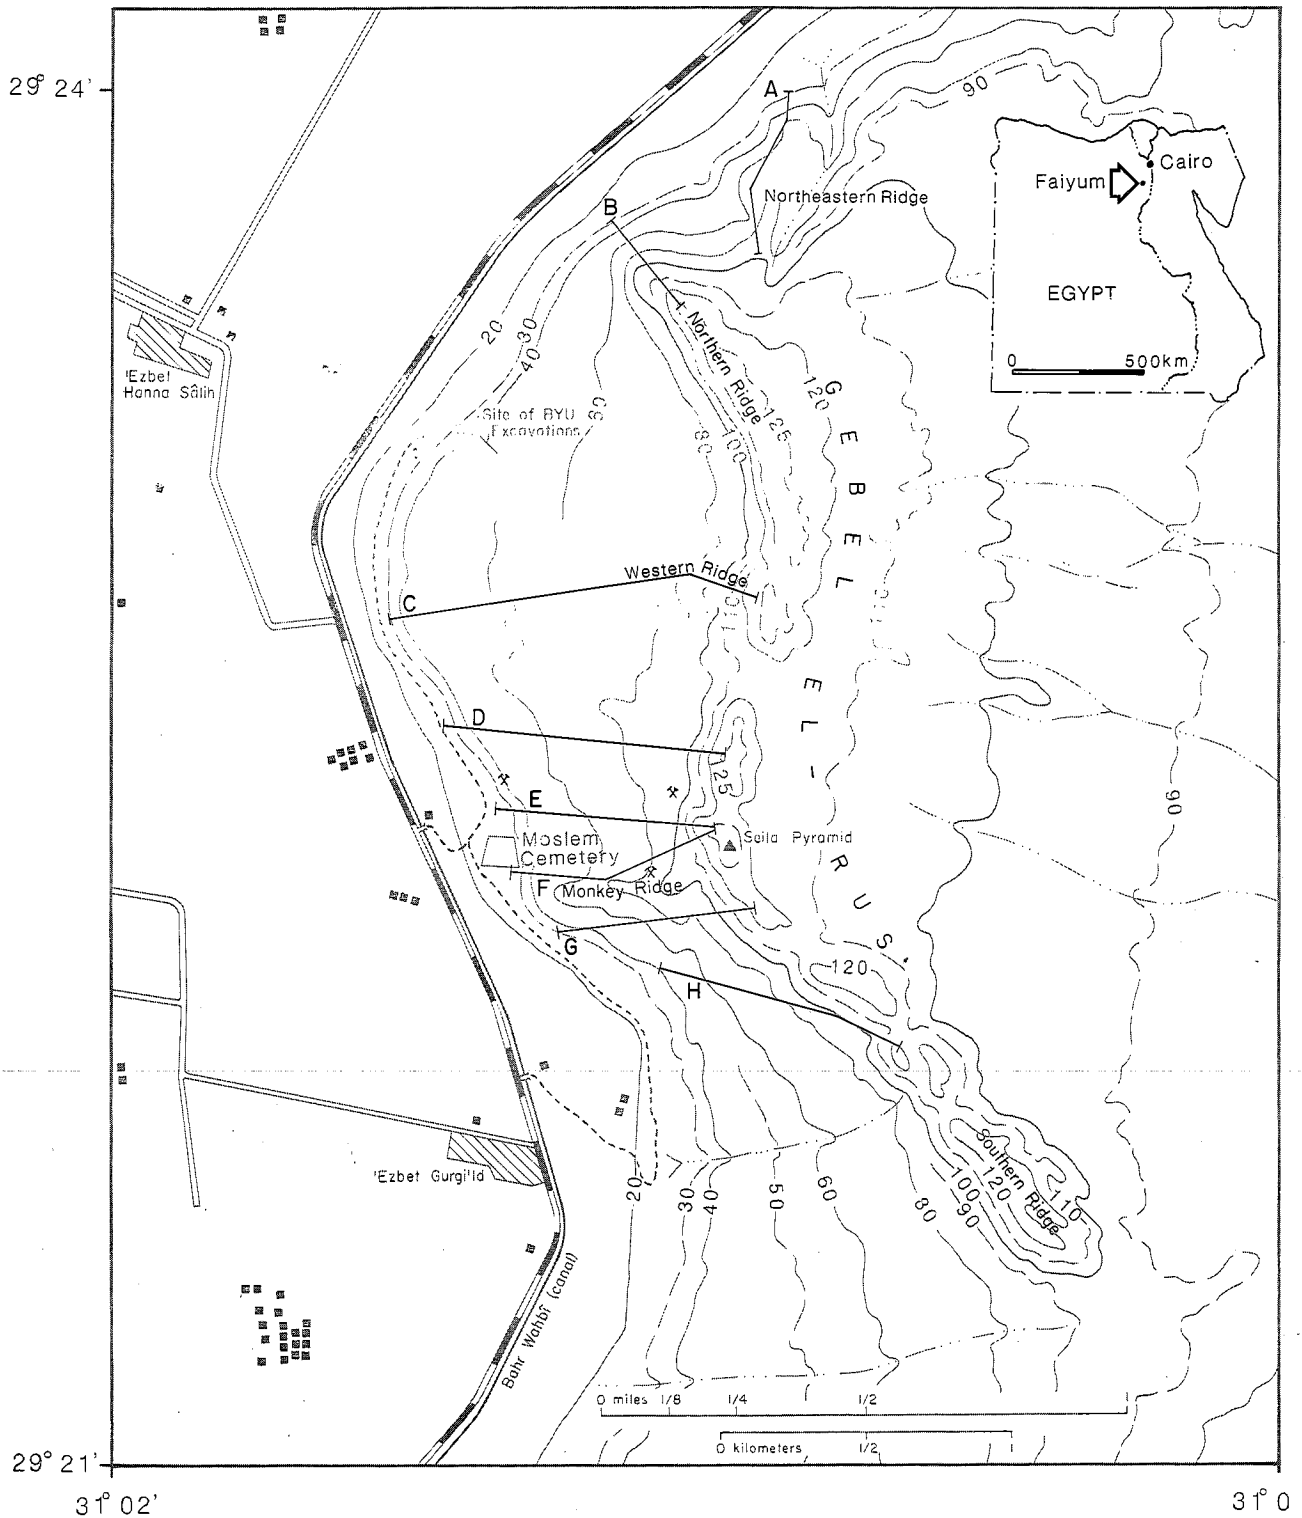 29° 24'
A
90
Cairo
Faiyum
Northeastern Ridge
B
EGYPT
0 500km
20
30
40
Northern Ridge
'Ezbet
Hanna Sâlih
Site of BYU
Excavations
80
100
125
120
GEBEL EL-RUS
Western Ridge
C
D
125
E
90
Moslem
Cemetery
Seila Pyramid
F
Monkey Ridge
G
120
H
Southern Ridge
'Ezbet Gurgi'Id
20
30
40
50
60
80
90
100
120
110
Bahr Wahbî (canal)
0 miles 1/8 1/4 1/2
0 kilometers 1/2 1
29° 21'
31° 02'
31° 0